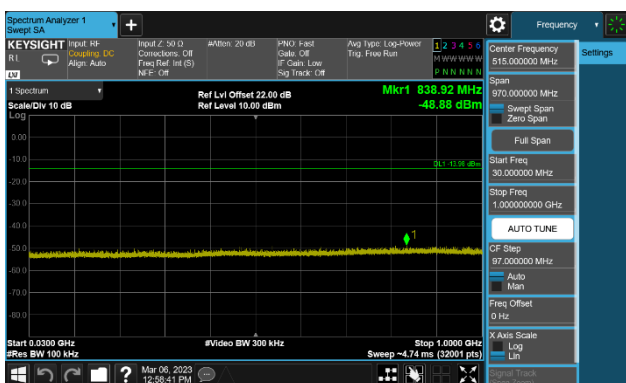 Spectrum Analyzer 1
Swept SA
+
Frequency
KEYSIGHT
RL
LV
Input: RF
Coupling: DC
Align: Auto
Input Z: 50 Ω
Corrections: Off
Freq Ref: Int (S)
NFE: Off
#Atten: 20 dB
PNO: Fast
Gate: Off
IF Gain: Low
Sig Track: Off
Avg Type: Log-Power
Trig: Free Run
1 2 3 4 5 6
M W W W W W
P N N N N N
1 Spectrum
Scale/Div 10 dB
Log
Ref Lvl Offset 22.00 dB
Ref Level 10.00 dBm
Mkr1 838.92 MHz
-48.88 dBm
0.00
-10.0
DL1 -13.98 dBm
-20.0
-30.0
-40.0
1
-50.0
-60.0
-70.0
-80.0
Start 0.0300 GHz
#Res BW 100 kHz
#Video BW 300 kHz
Stop 1.0000 GHz
Sweep ~4.74 ms (32001 pts)
?
Mar 06, 2023
12:58:41 PM
Center Frequency
515.000000 MHz
Settings
Span
970.000000 MHz
Swept Span
Zero Span
Full Span
Start Freq
30.000000 MHz
Stop Freq
1.000000000 GHz
AUTO TUNE
CF Step
97.000000 MHz
Auto
Man
Freq Offset
0 Hz
X Axis Scale
Log
Lin
Signal Track